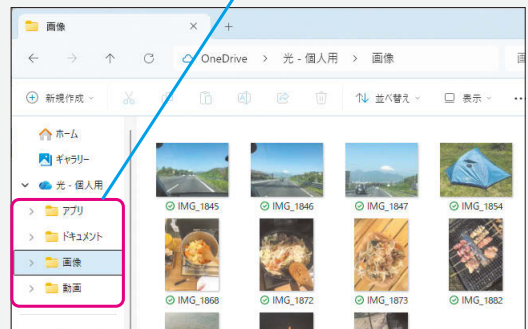 画像
OneDrive > 光 - 個人用 > 画像
新規作成 並べ替え 表示 ...
ホーム
ギャラリー
光 - 個人用
アプリ
ドキュメント
画像
動画
IMG_1845 IMG_1846 IMG_1847 IMG_1854
IMG_1868 IMG_1872 IMG_1873 IMG_1882